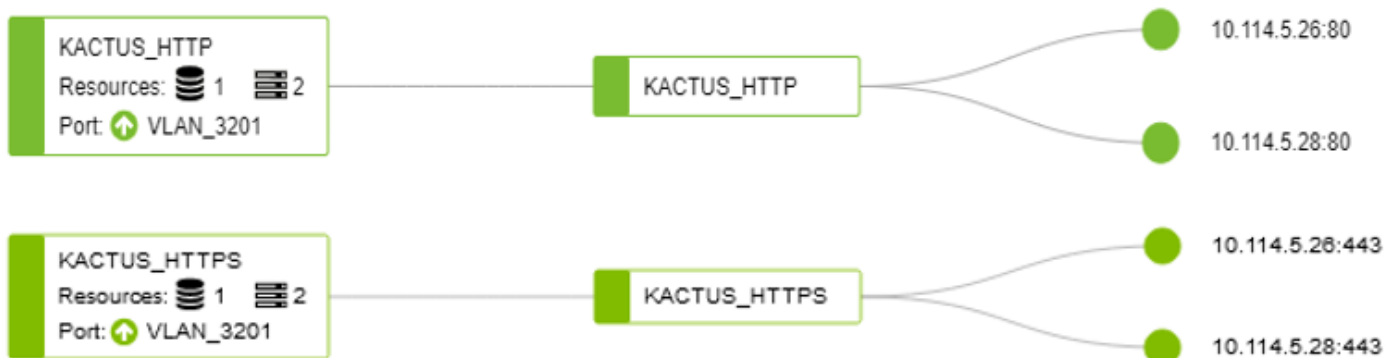 KACTUS_HTTP
Resources: 1 2
Port: VLAN_3201
KACTUS_HTTP
10.114.5.26:80
10.114.5.28:80
KACTUS_HTTPS
Resources: 1 2
Port: VLAN_3201
KACTUS_HTTPS
10.114.5.26:443
10.114.5.28:443